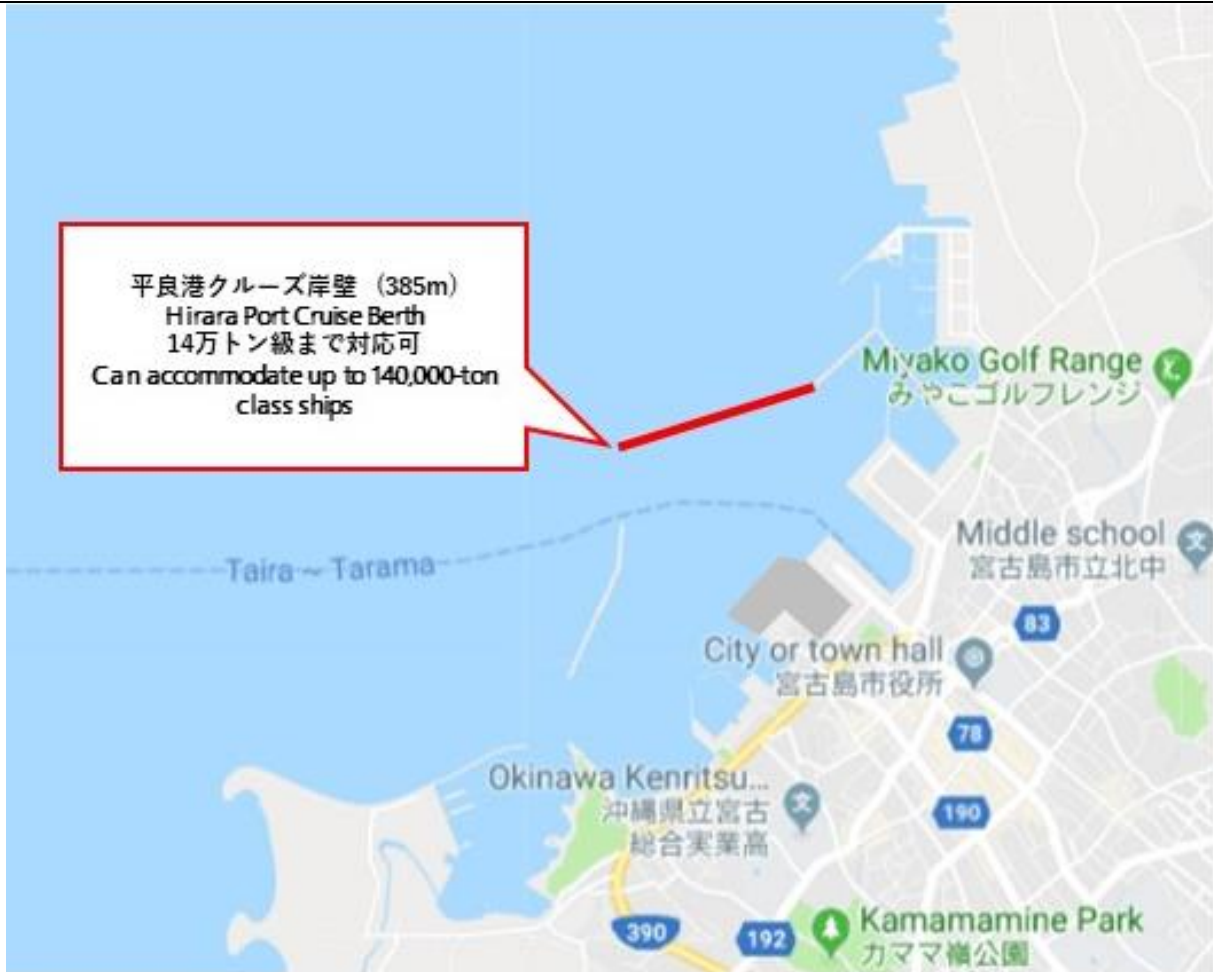 平良港クルーズ岸壁 （385m）
Hirara Port Cruise Berth
14万トン級まで対応可
Can accommodate up to 140,000-ton
class ships
Miyako Golf Range
みやこゴルフレンジ
Taira ~ Tarama
Middle school
宮古島市立北中
83
City or town hall
宮古島市役所
78
Okinawa Kenritsu...
沖縄県立宮古
総合実業高
190
390
192
Kamamamine Park
カママ嶺公園